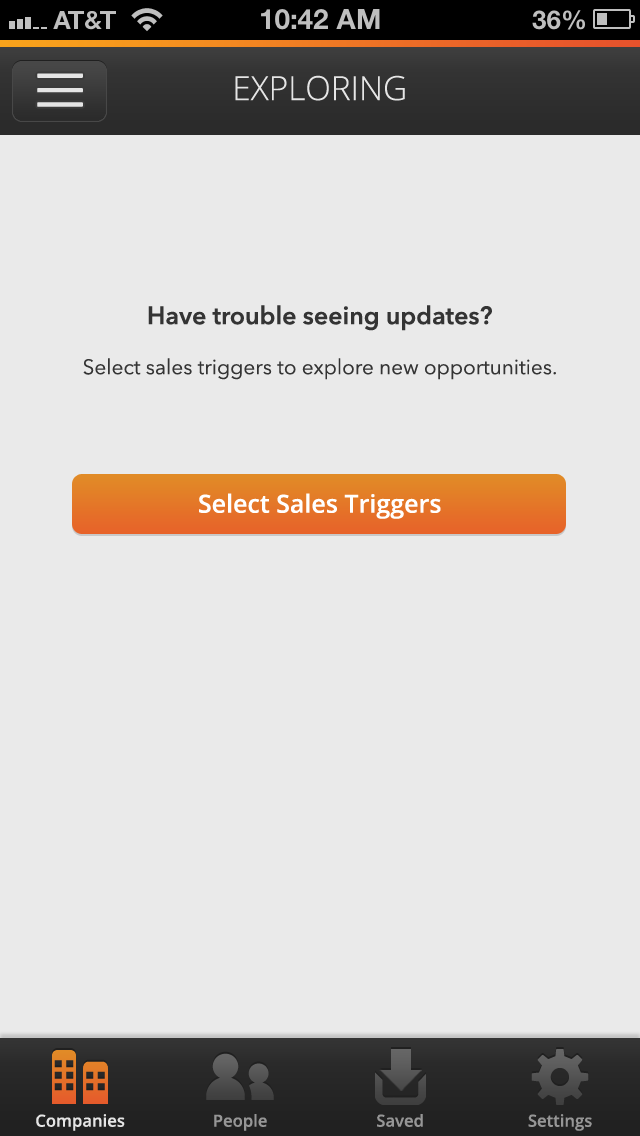 AT&T 10:42 AM 36%
EXPLORING
Have trouble seeing updates?
Select sales triggers to explore new opportunities.
Select Sales Triggers
Companies People Saved Settings